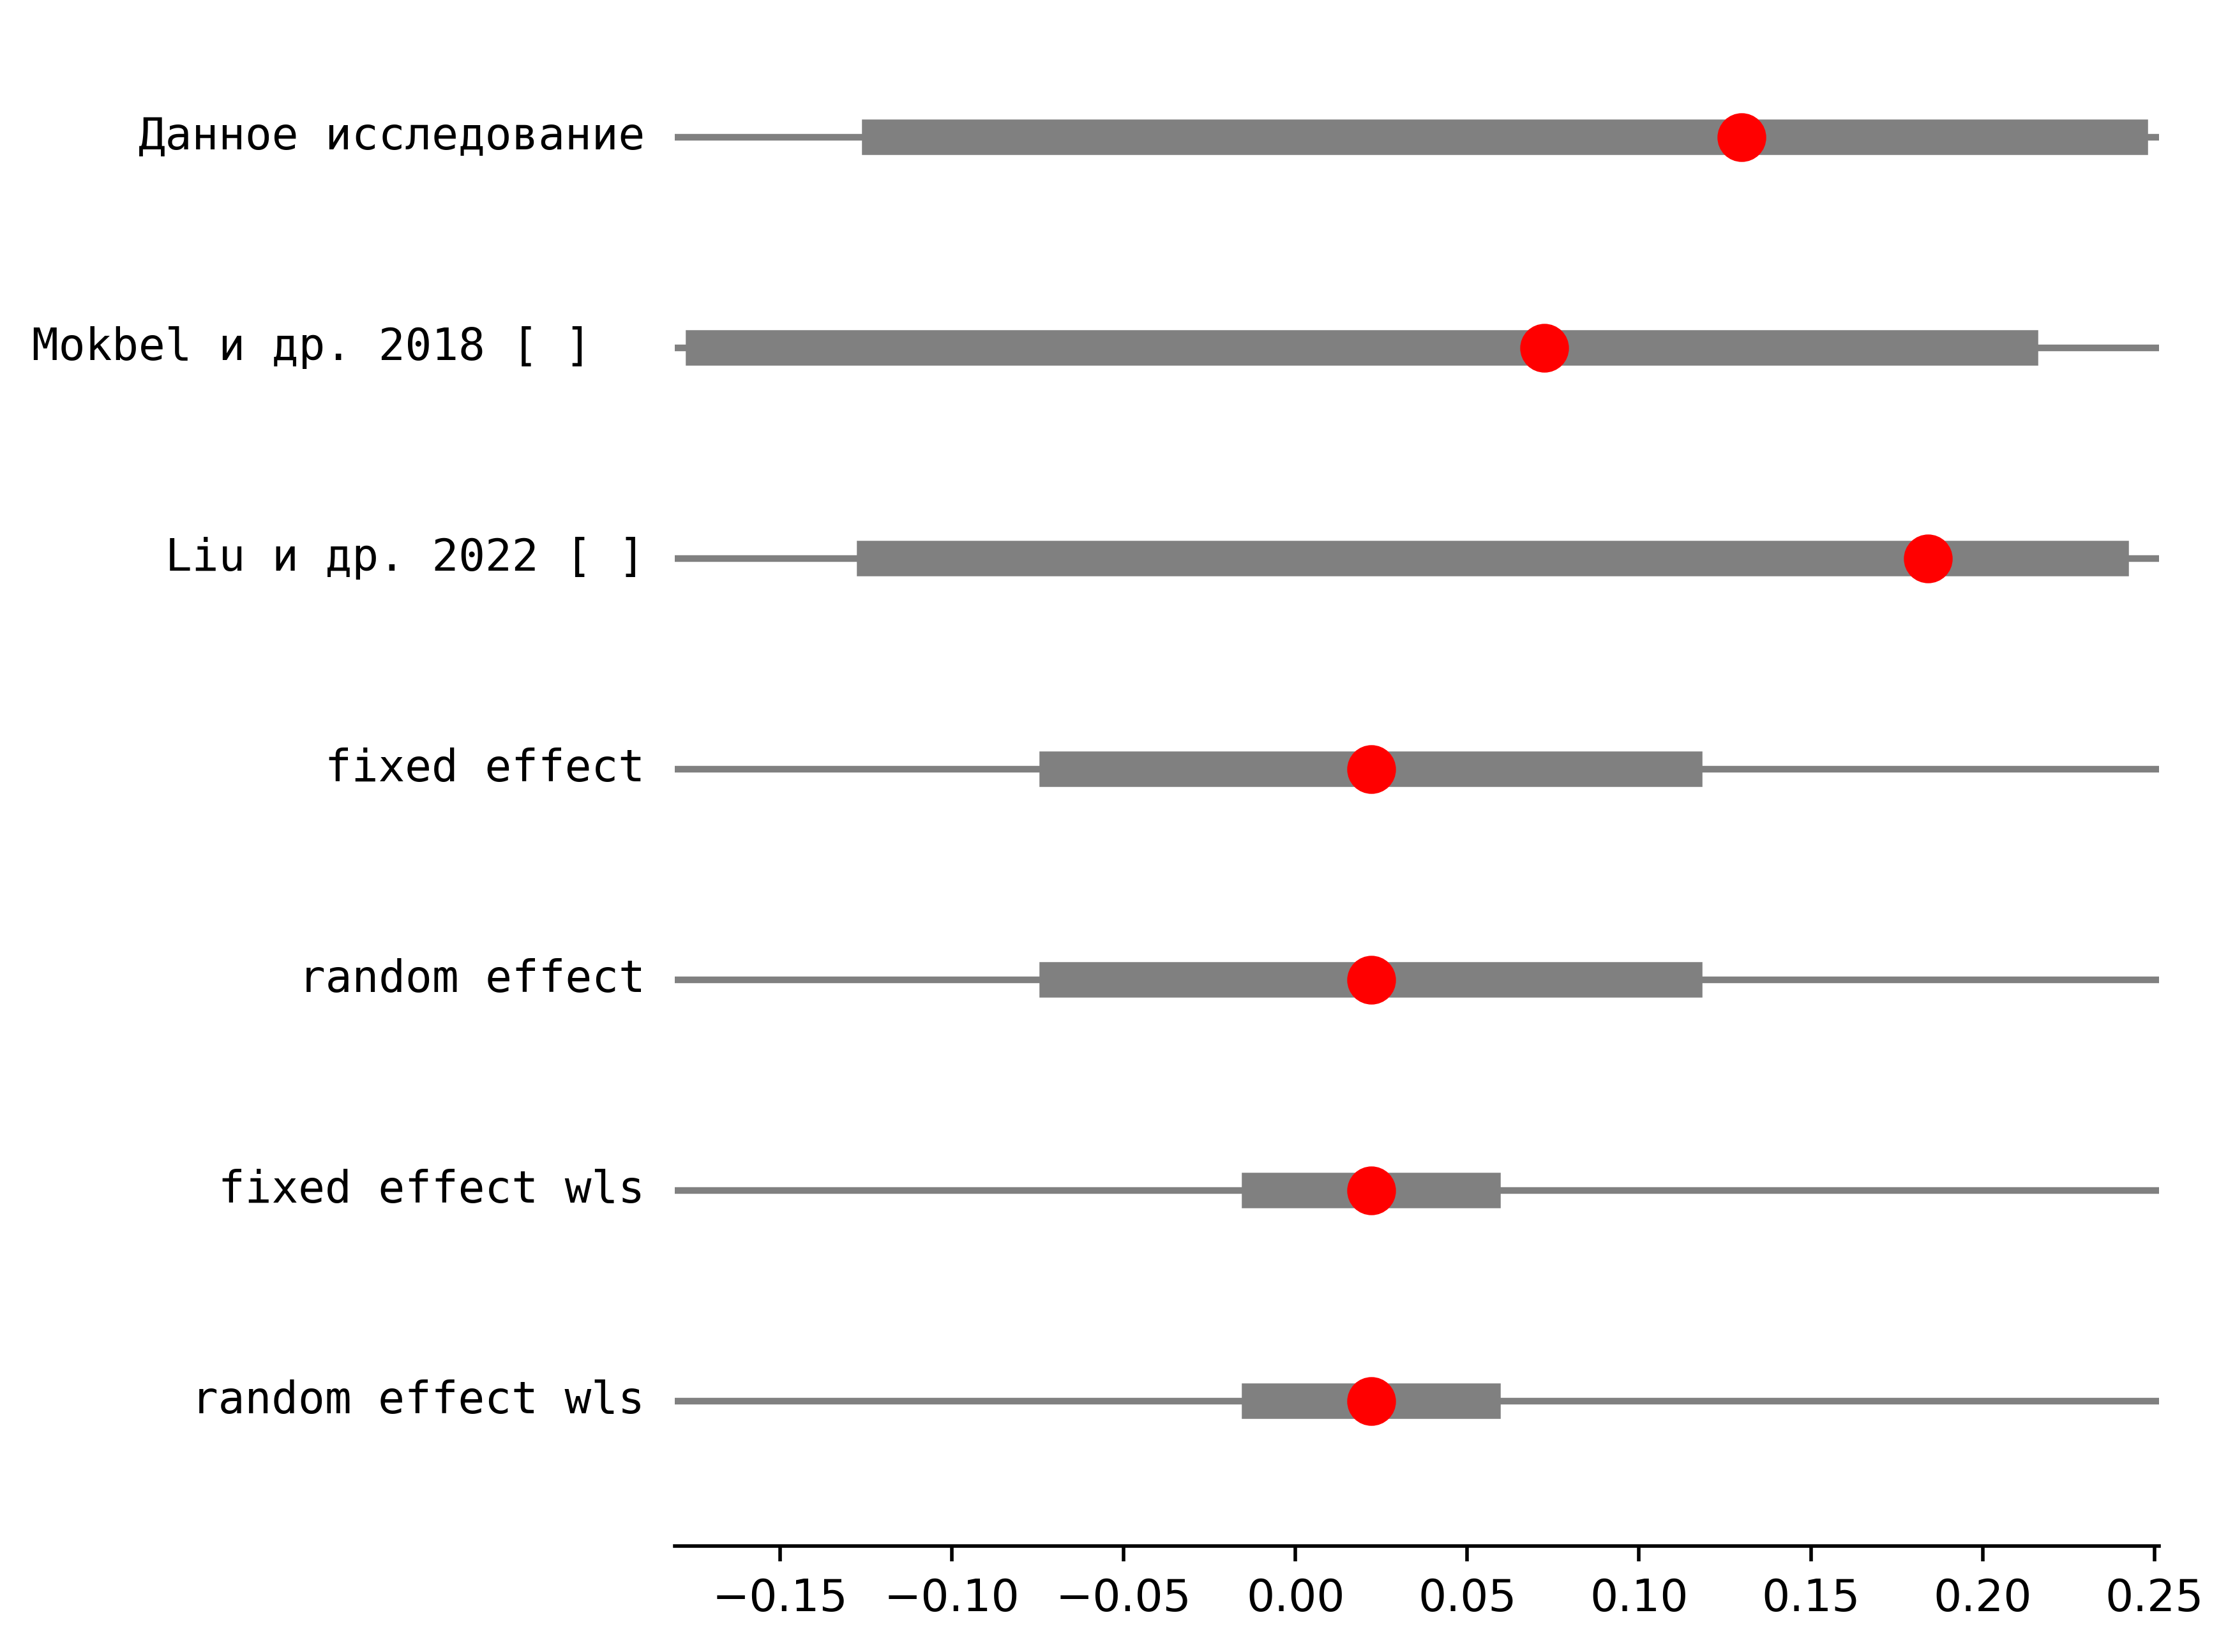 Данное исследование
Mokbel и др. 2018 [ ]
Liu и др. 2022 [ ]
fixed effect
random effect
fixed effect wls
random effect wls
−0.15 −0.10 −0.05 0.00 0.05 0.10 0.15 0.20 0.25